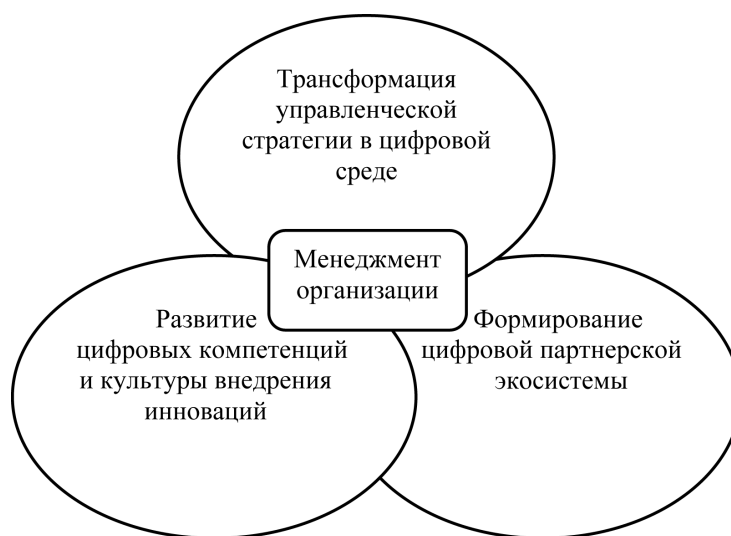 Трансформация
управленческой
стратегии в цифровой
среде
Менеджмент
организации
Развитие
цифровых компетенций
и культуры внедрения
инноваций
Формирование
цифровой партнерской
экосистемы